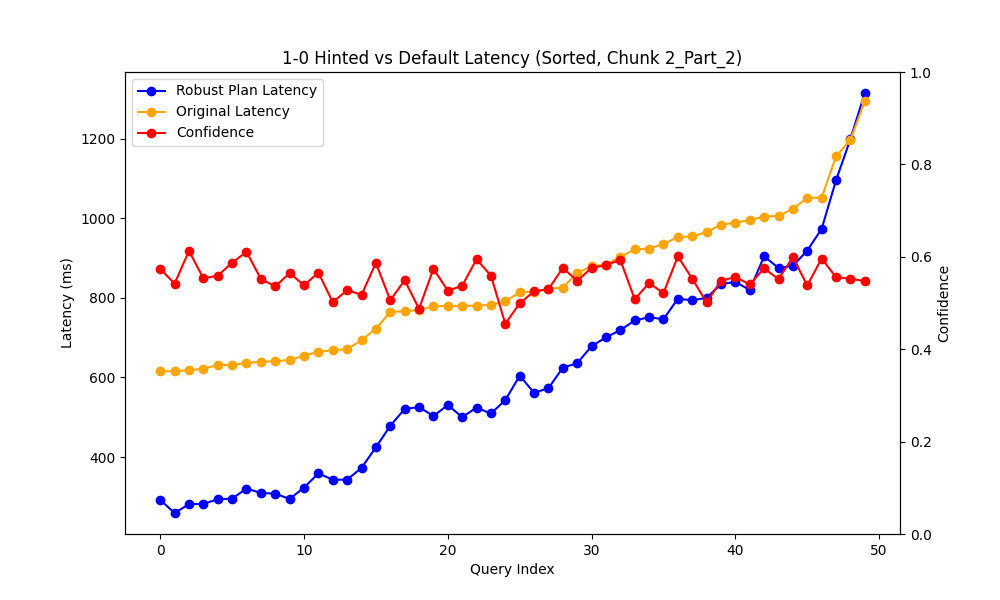 1-0 Hinted vs Default Latency (Sorted, Chunk 2_Part_2)
Robust Plan Latency
Original Latency
Confidence
Latency (ms)
1200
1000
800
600
400
1.0
0.8
0.6
0.4
0.2
0.0
Confidence
0 10 20 30 40 50
Query Index